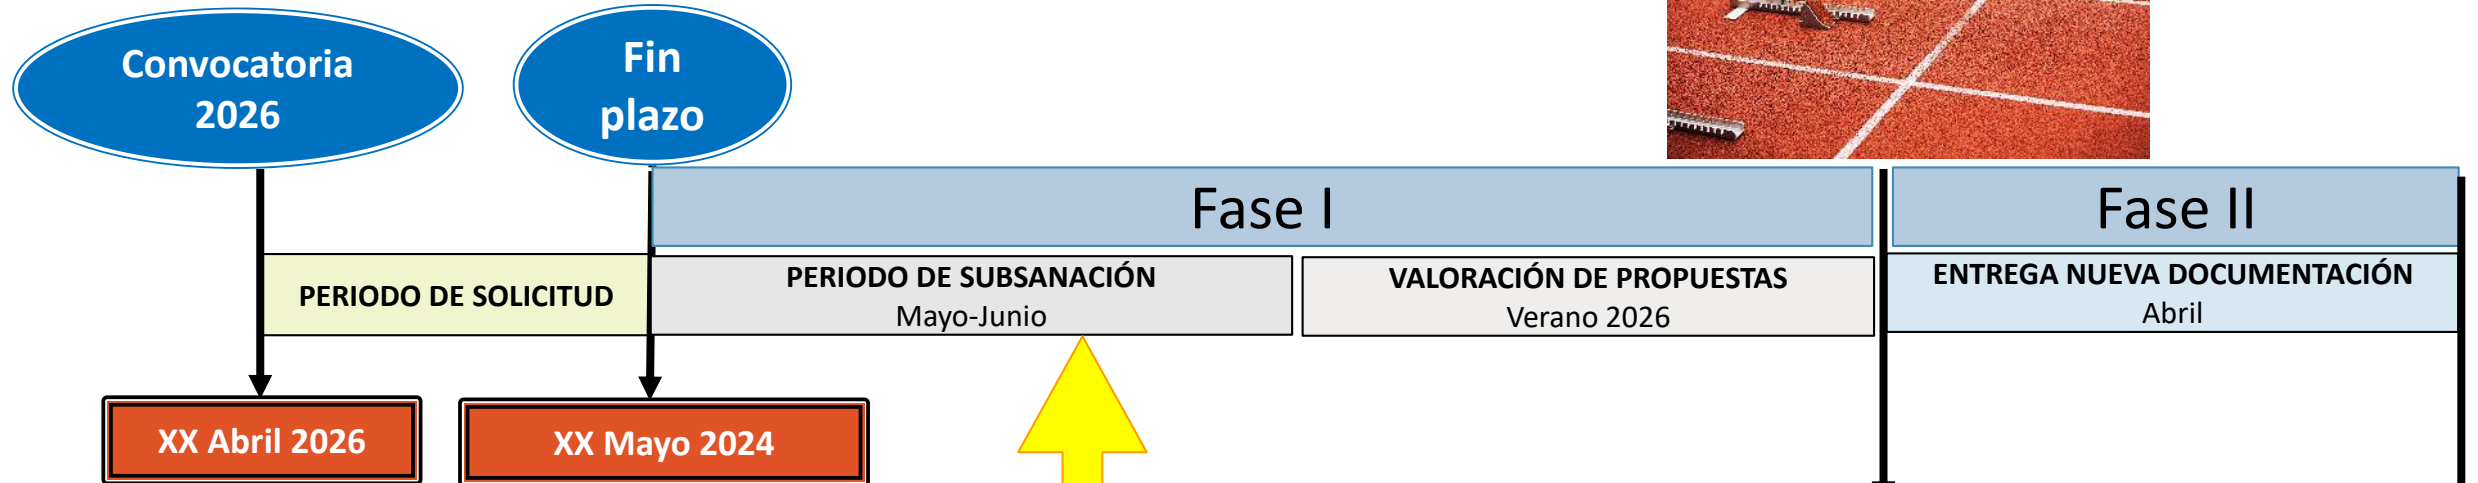 Convocatoria
2026
Fin
plazo
Fase I
Fase II
PERIODO DE SOLICITUD
PERIODO DE SUBSANACIÓN
Mayo-Junio
VALORACIÓN DE PROPUESTAS
Verano 2026
ENTREGA NUEVA DOCUMENTACIÓN
Abril
XX Abril 2026
XX Mayo 2024